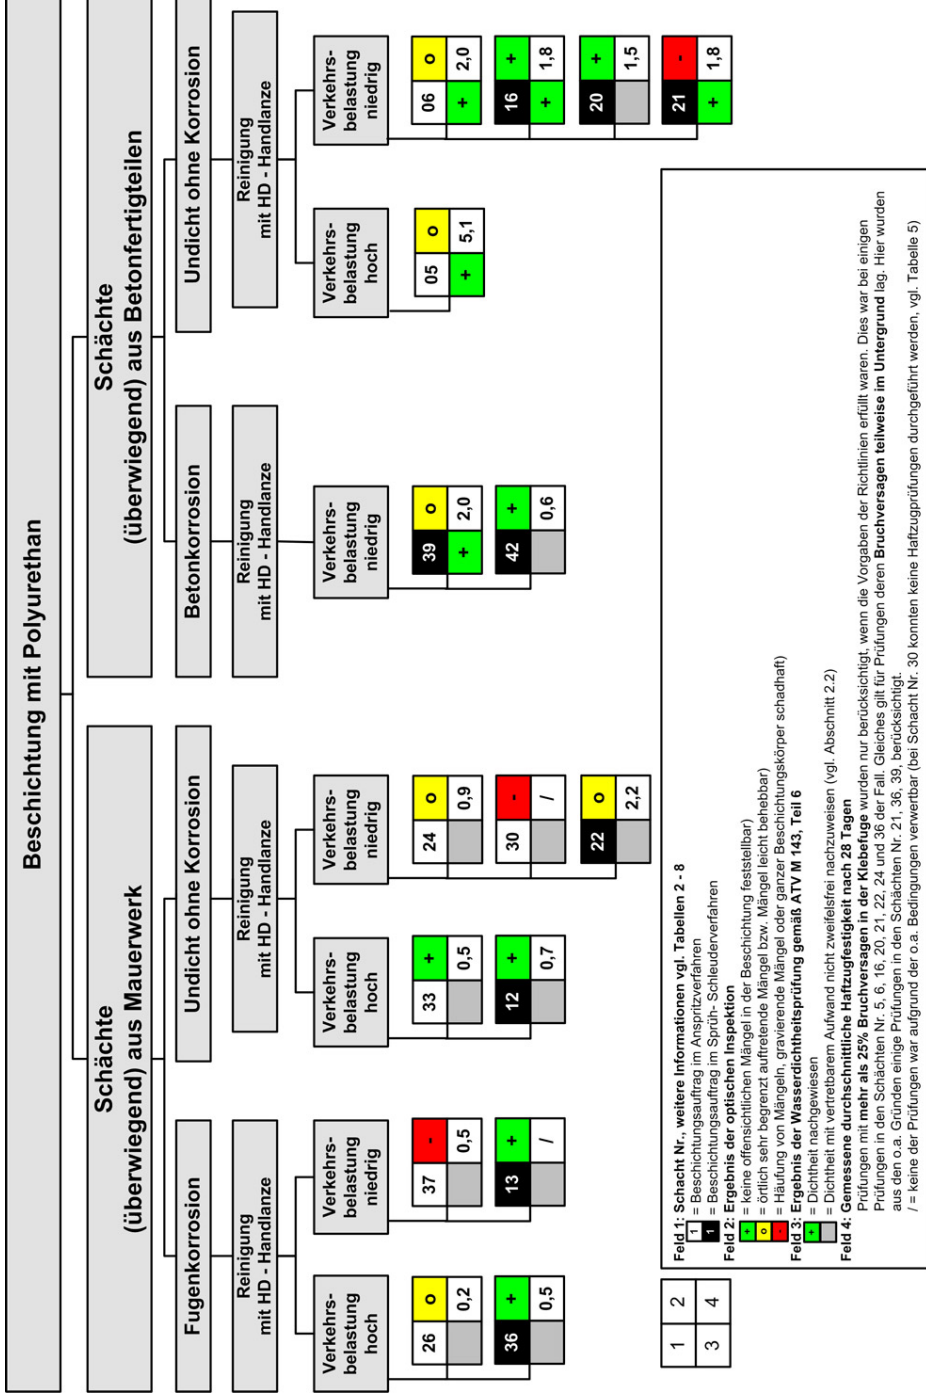 Beschichtung mit Polyurethan
Schächte
(überwiegend) aus Mauerwerk
Schächte
(überwiegend) aus Betonfertigteilen
Fugenkorrosion
Undicht ohne Korrosion
Betonkorrosion
Undicht ohne Korrosion
Reinigung
mit HD - Handlanze
Reinigung
mit HD - Handlanze
Reinigung
mit HD - Handlanze
Reinigung
mit HD - Handlanze
Verkehrs-
belastung
hoch
Verkehrs-
belastung
niedrig
Verkehrs-
belastung
hoch
Verkehrs-
belastung
niedrig
Verkehrs-
belastung
niedrig
Verkehrs-
belastung
hoch
Verkehrs-
belastung
niedrig
26 o
0,2
36 +
0,5
37 -
0,5
13 +
/
33 +
0,5
12 +
0,7
24 o
0,9
30 -
/
22 o
2,2
39 o
+ 2,0
42 +
0,6
05 o
+ 5,1
06 o
+ 2,0
16 +
+ 1,8
20 +
1,5
21 -
+ 1,8
1 2
3 4
Feld 1: Schacht Nr., weitere Informationen vgl. Tabellen 2 - 8
1 = Beschichtungsauftrag im Anspritzverfahren
1 = Beschichtungsauftrag im Sprüh- Schleuderverfahren
Feld 2: Ergebnis der optischen Inspektion
+ = keine offensichtlichen Mängel in der Beschichtung feststellbar)
o = örtlich sehr begrenzt auftretende Mängel bzw. Mängel leicht behebbar)
- = Häufung von Mängeln, gravierende Mängel oder ganzer Beschichtungskörper schadhaft)
Feld 3: Ergebnis der Wasserdichtheitsprüfung gemäß ATV M 143, Teil 6
+ = Dichtheit nachgewiesen
= Dichtheit mit vertretbarem Aufwand nicht zweifelsfrei nachzuweisen (vgl. Abschnitt 2.2)
Feld 4: Gemessene durchschnittliche Haftzugfestigkeit nach 28 Tagen
Prüfungen mit mehr als 25% Bruchversagen in der Klebefuge wurden nur berücksichtigt, wenn die Vorgaben der Richtlinien erfüllt waren. Dies war bei einigen
Prüfungen in den Schächten Nr. 5, 6, 16, 20, 21, 22, 24 und 36 der Fall. Gleiches gilt für Prüfungen deren Bruchversagen teilweise im Untergrund lag. Hier wurden
aus den o.a. Gründen einige Prüfungen in den Schächten Nr. 21, 36, 39, berücksichtigt.
/ = keine der Prüfungen war aufgrund der o.a. Bedingungen verwertbar (bei Schacht Nr. 30 konnten keine Haftzugprüfungen durchgeführt werden, vgl. Tabelle 5)